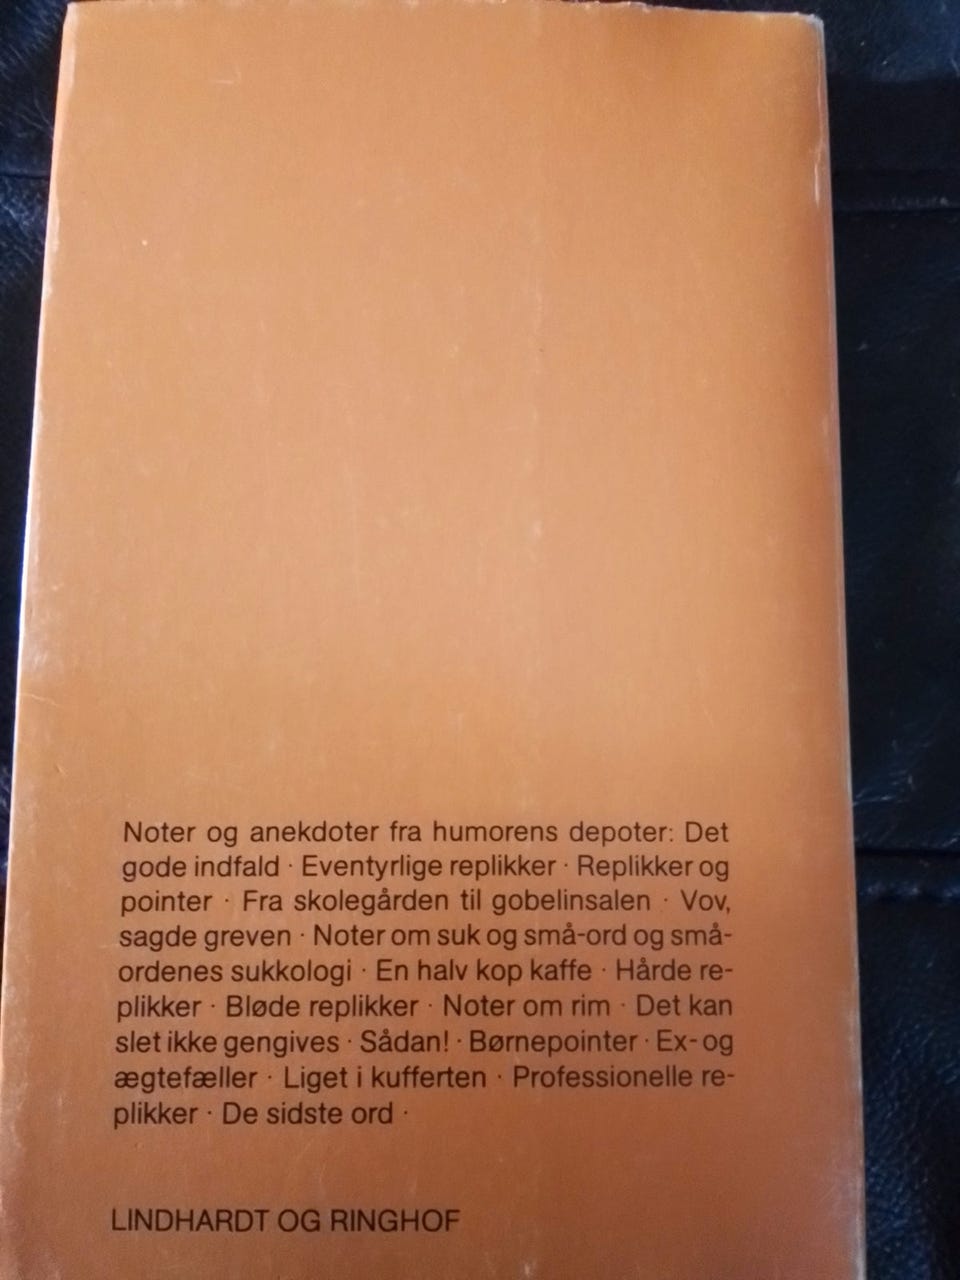 Noter og anekdoter fra humorens depoter: Det
gode indfald · Eventyrlige replikker · Replikker og
pointer · Fra skolegården til gobelinsalen · Vov,
sagde greven · Noter om suk og små-ord og små-
ordenes sukkologi · En halv kop kaffe · Hårde re-
plikker · Bløde replikker · Noter om rim · Det kan
slet ikke gengives · Sådan! · Børnepointer · Ex- og
ægtefæller · Liget i kufferten · Professionelle re-
plikker · De sidste ord ·
LINDHARDT OG RINGHOF